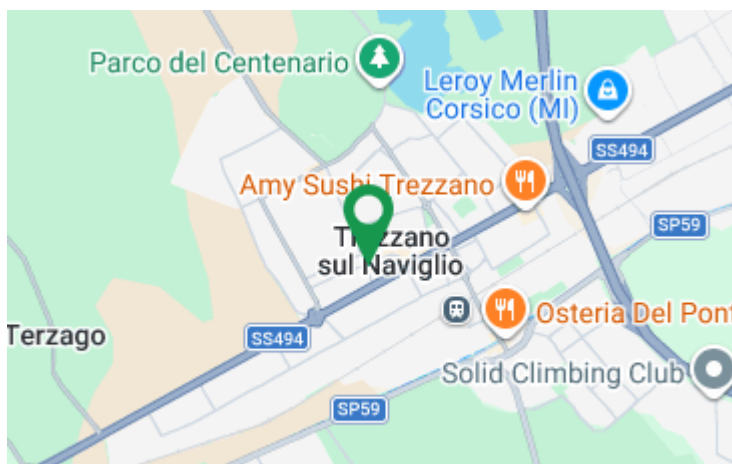 Parco del Centenario
Leroy Merlin
Corsico (MI)
SS494
Amy Sushi Trezzano
SP59
Trezzano
sul Naviglio
Osteria Del Pont
Terzago
SS494
Solid Climbing Club
SP59